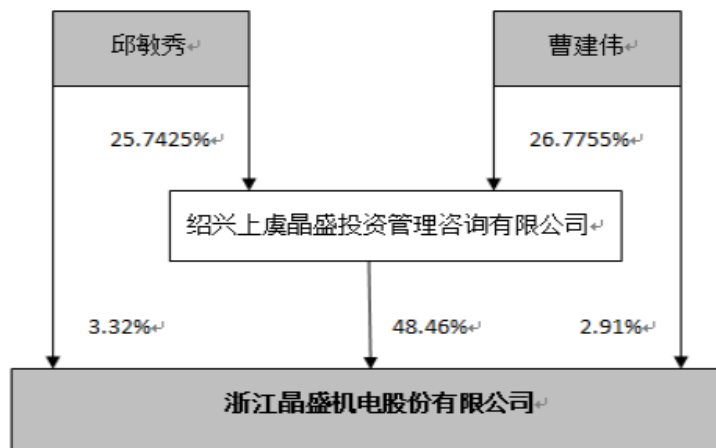 邱敏秀
曹建伟
25.7425%
26.7755%
绍兴上虞晶盛投资管理咨询有限公司
3.32%
48.46%
2.91%
浙江晶盛机电股份有限公司